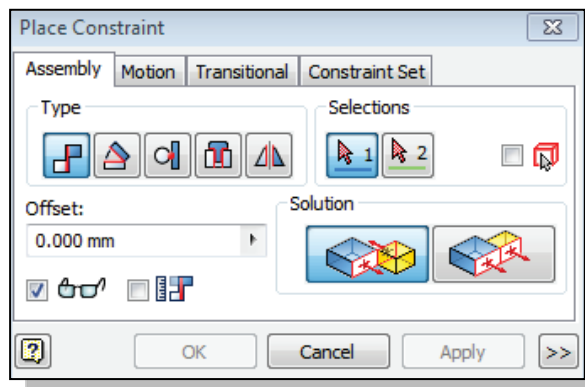 Place Constraint
Assembly Motion Transitional Constraint Set
Type Selections
1 2
Offset: Solution
0.000 mm
? OK Cancel Apply >>